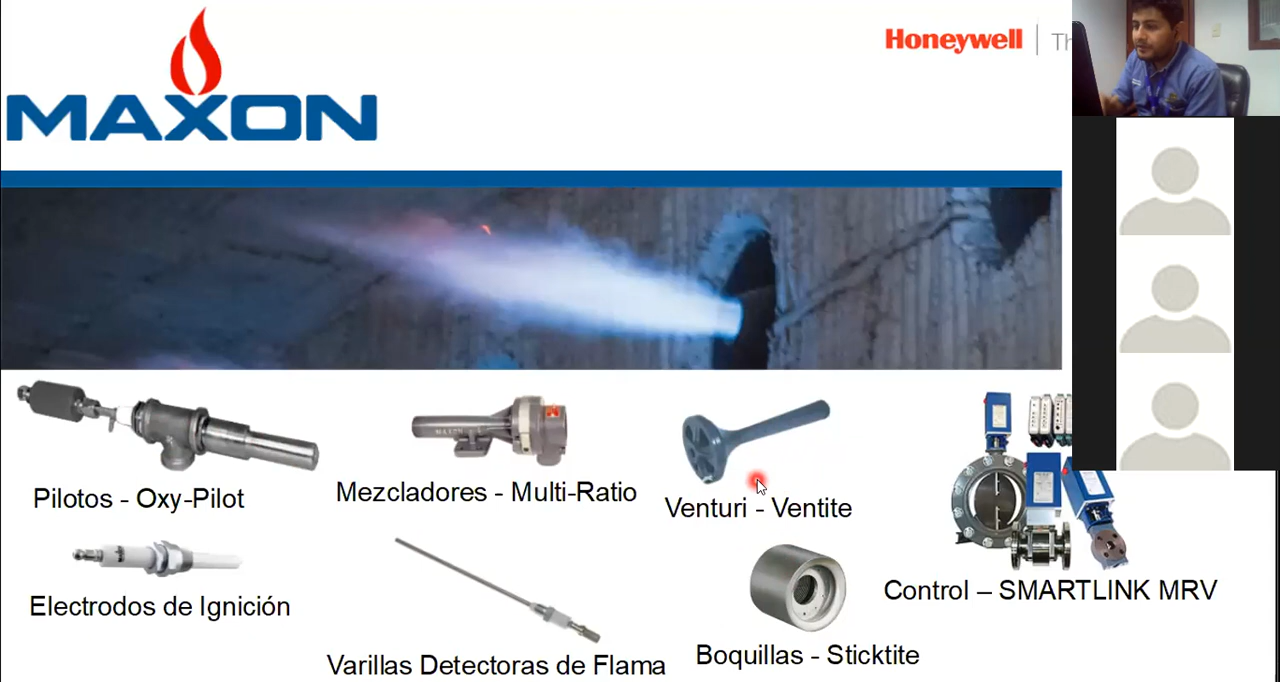 MAXON
Honeywell
Pilotos - Oxy-Pilot
Mezcladores - Multi-Ratio
Venturi - Ventite
Control – SMARTLINK MRV
Electrodos de Ignición
Varillas Detectoras de Flama
Boquillas - Sticktite